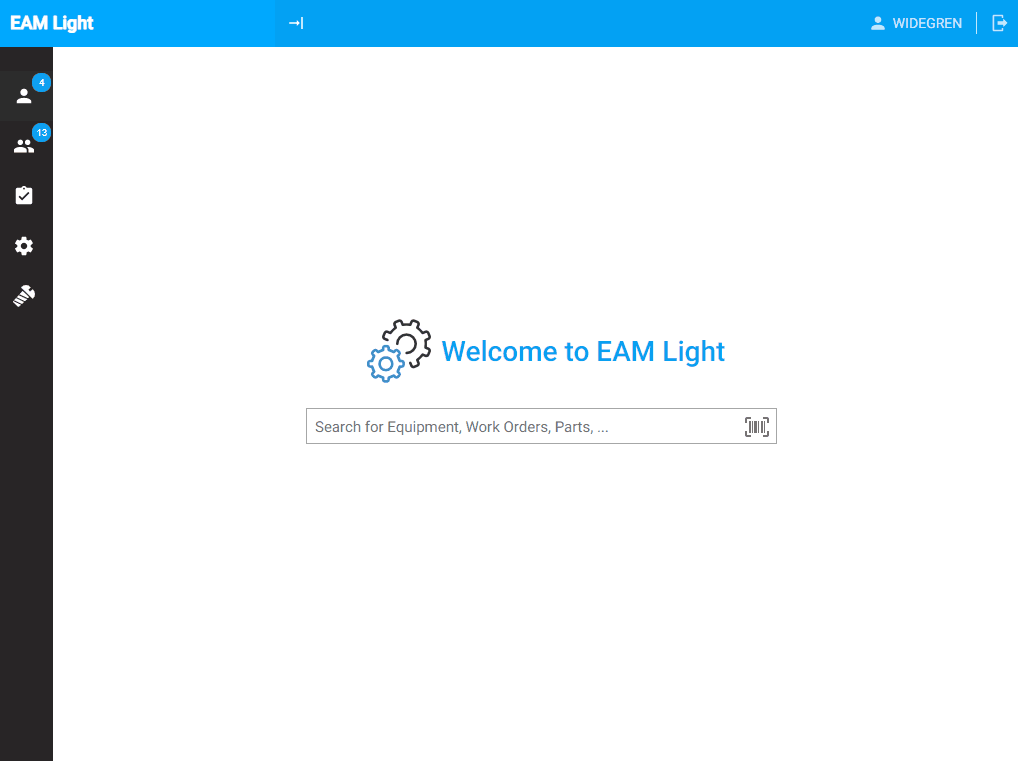 EAM Light
WIDEGREN
4
13
Welcome to EAM Light
Search for Equipment, Work Orders, Parts, ...